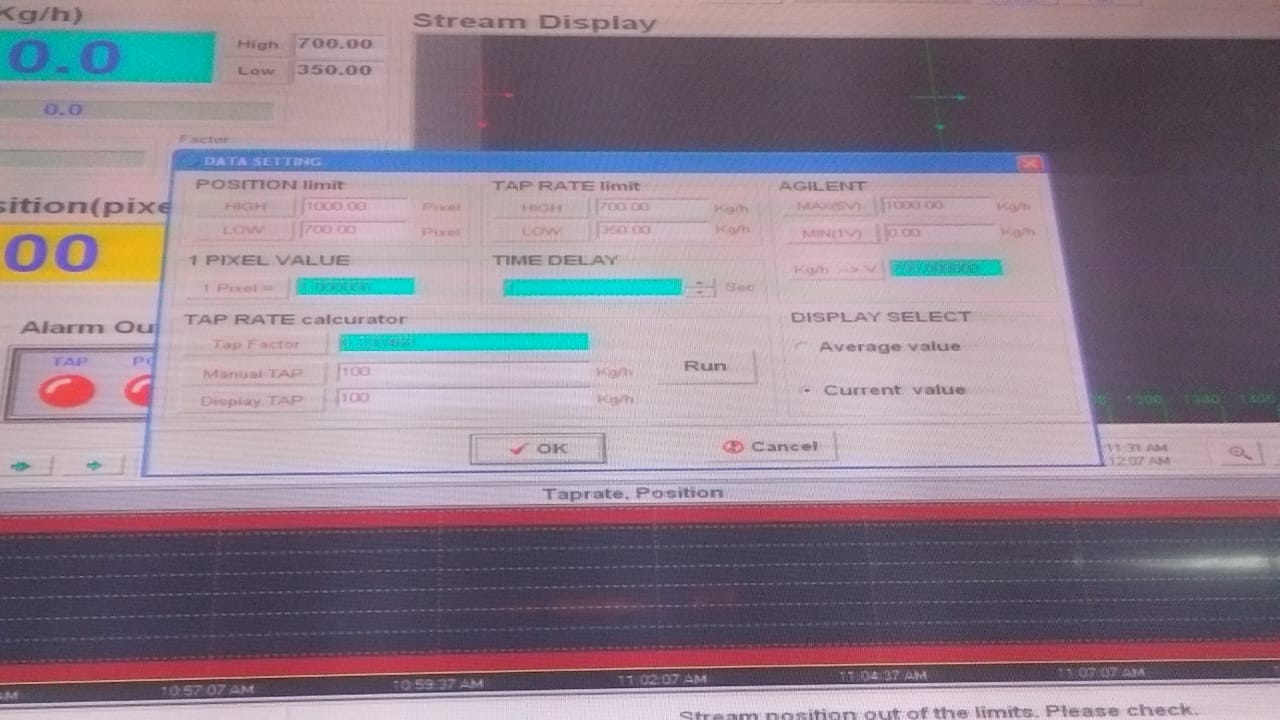 Kg/h)
Stream Display
0.0
High 700.00
Low 350.00
0.0
Factor
DATA SETTING
POSITION limit
HIGH 1000.00 Pixel
LOW 700.00 Pixel
TAP RATE limit
HIGH 700.00 Kg/h
LOW 350.00 Kg/h
AGILENT
MAX(5V) 1000.00 Kg/h
MIN(1V) 0.00 Kg/h
Kg/h --> V
sition(pixe
00
1 PIXEL VALUE
1 Pixel =
TIME DELAY
Sec
Alarm Ou
TAP
TAP RATE calcurator
Tap Factor
Manual TAP 100 Kg/h
Display TAP 100 Kg/h
Run
DISPLAY SELECT
Average value
Current value
1200 1300 1400
OK
Cancel
11:31 AM
12:07 AM
Taprate, Position
AM 10:57:07 AM 10:59:37 AM 11:02:07 AM 11:04:37 AM 11:07:07 AM
Stream position out of the limits. Please check.